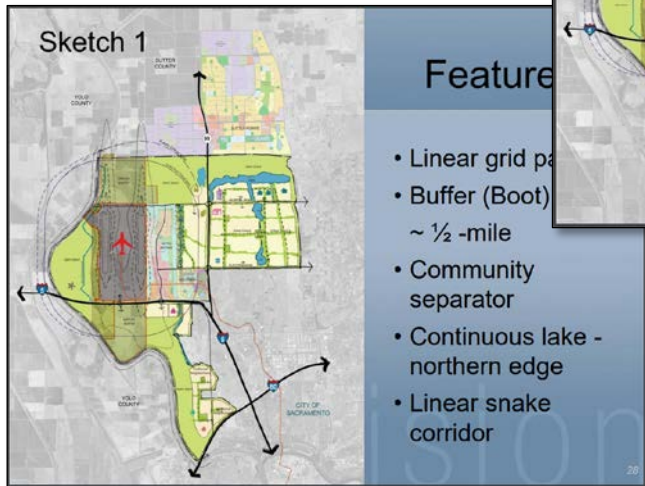 Sketch 1
SUTTER
COUNTY
YOLO
COUNTY
YOLO
COUNTY
CITY OF
SACRAMENTO
Feature
• Linear grid pa
• Buffer (Boot)
~ ½ -mile
• Community
separator
• Continuous lake -
northern edge
• Linear snake
corridor
28